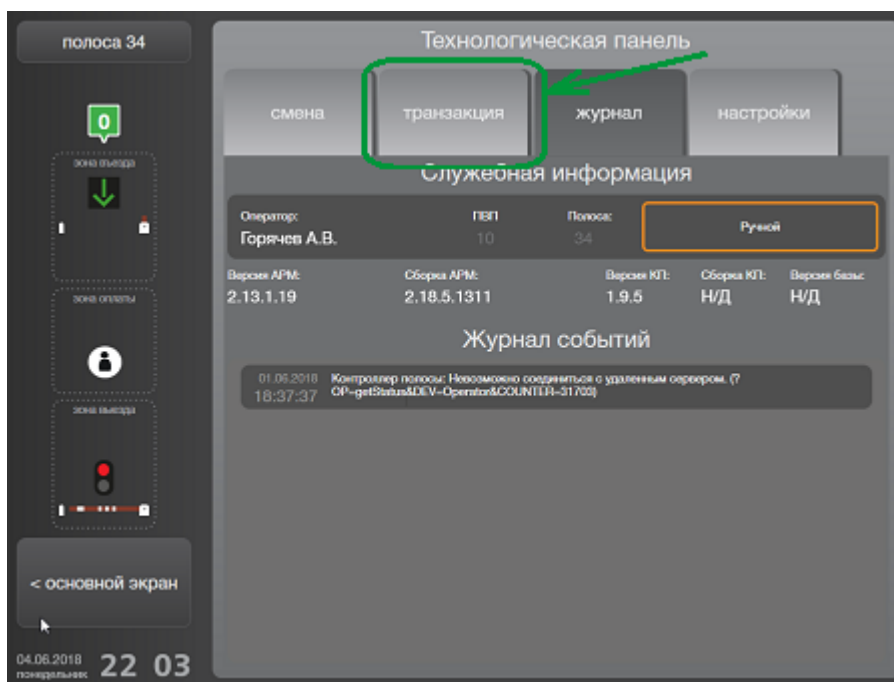 полоса 34
Технологическая панель
0
смена
транзакция
журнал
настройки
зона въезда
Служебная информация
Оператор: ПВП Полоса:
Горячев А.В. 10 34
Ручной
Версия АРМ: Сборка АРМ: Версия КП: Сборка КП: Версия базы:
2.13.1.19 2.18.5.1311 1.9.5 Н/Д Н/Д
зона оплаты
Журнал событий
01.06.2018 Контроллер полосы: Невозможно соединиться с удаленным сервером. (?
18:37:37 OP=getStatus&DEV=Operator&COUNTER=31703)
зона выезда
< основной экран
04.06.2018
понедельник 22 03